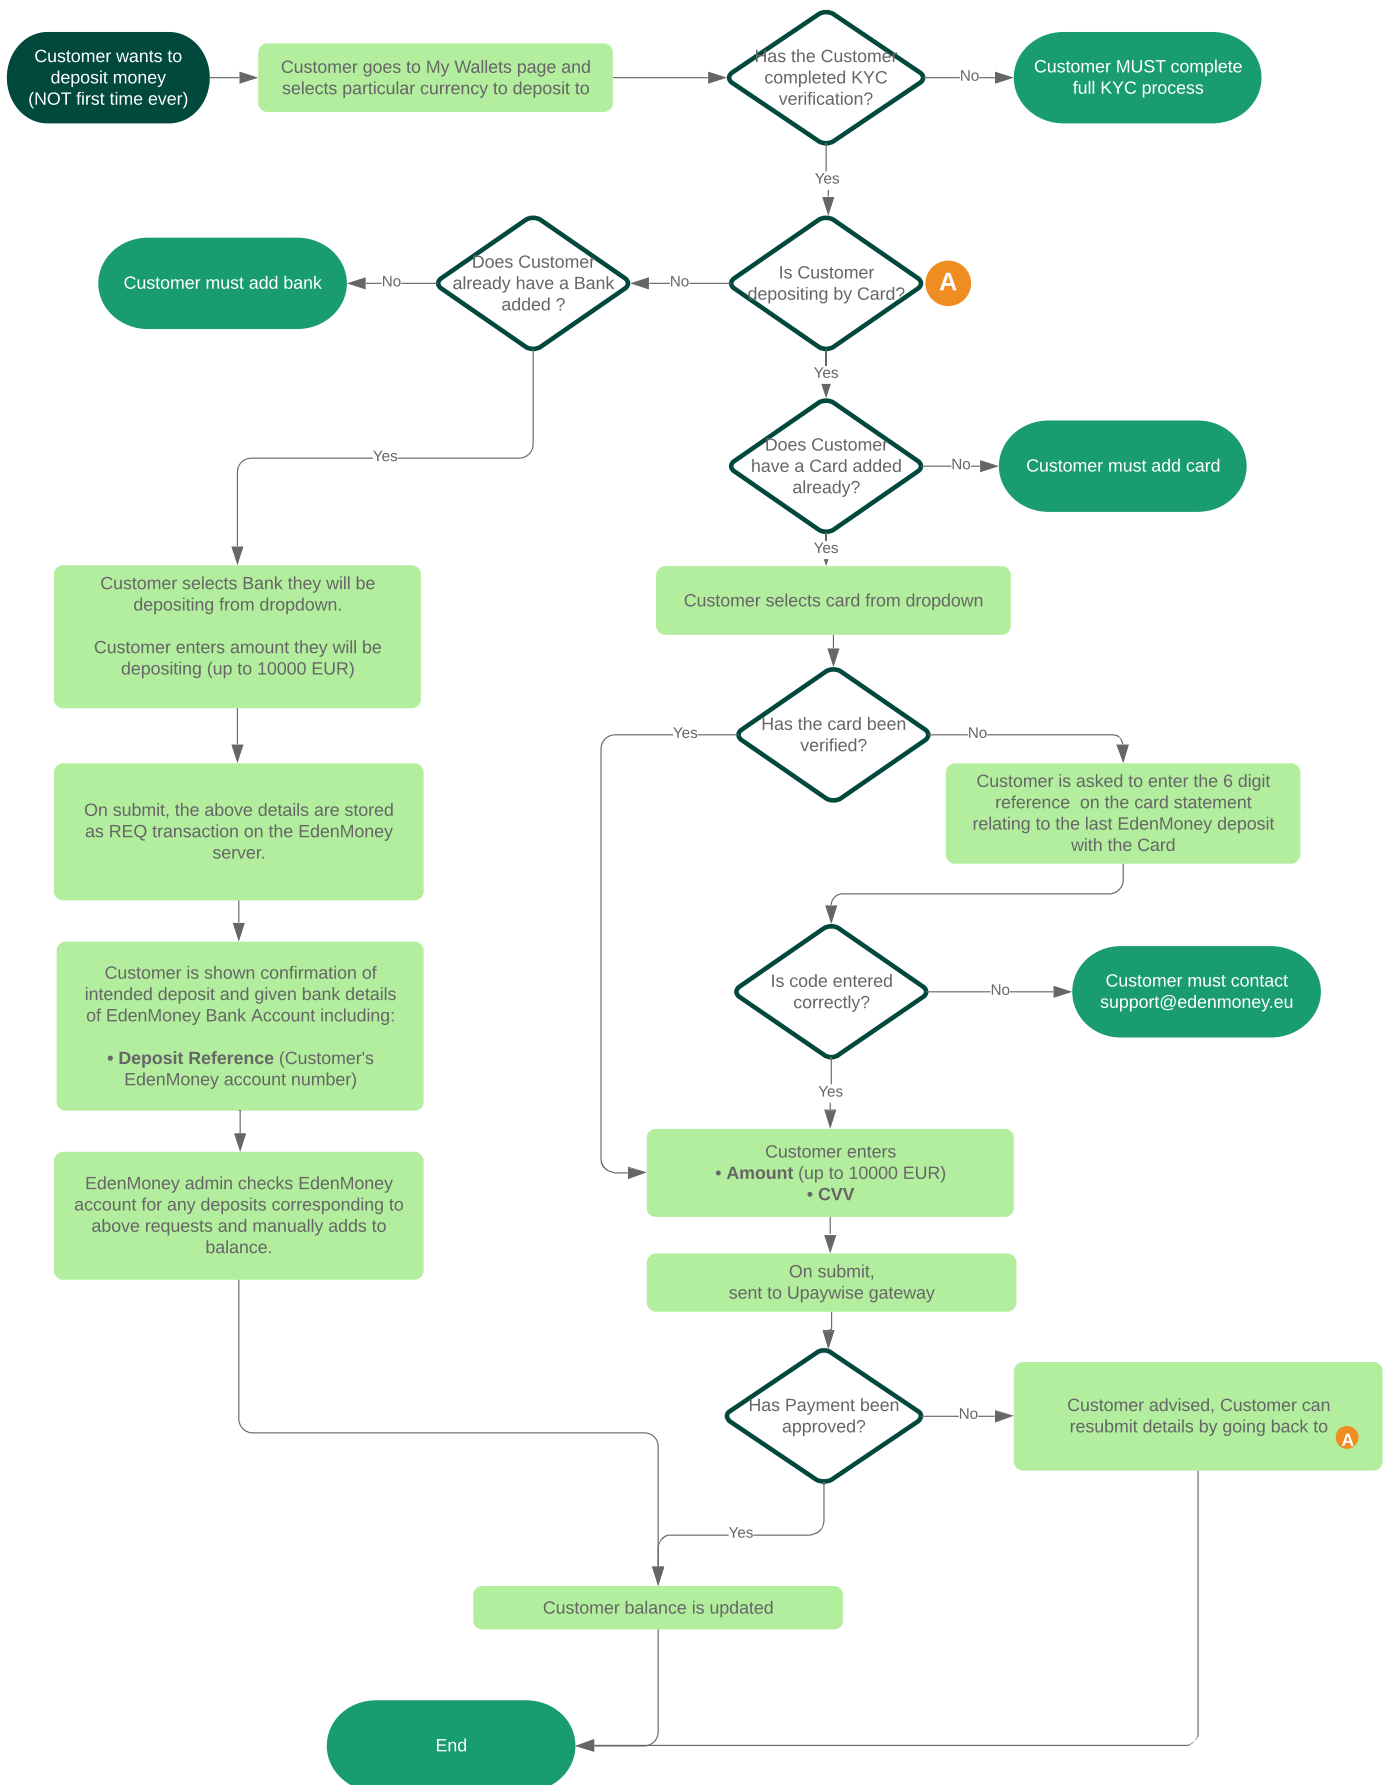 Customer wants to
deposit money
(NOT first time ever)
Customer goes to My Wallets page and
selects particular currency to deposit to
Has the Customer
completed KYC
verification?
No
Customer MUST complete
full KYC process
Yes
Customer must add bank
No
Does Customer
already have a Bank
added ?
No
Is Customer
depositing by Card?
A
Yes
Yes
Does Customer
have a Card added
already?
No
Customer must add card
Yes
Customer selects Bank they will be
depositing from dropdown.
Customer enters amount they will be
depositing (up to 10000 EUR)
Customer selects card from dropdown
Yes
Has the card been
verified?
No
On submit, the above details are stored
as REQ transaction on the EdenMoney
server.
Customer is asked to enter the 6 digit
reference  on the card statement
relating to the last EdenMoney deposit
with the Card
Customer is shown confirmation of
intended deposit and given bank details
of EdenMoney Bank Account including:
• Deposit Reference (Customer's
EdenMoney account number)
Is code entered
correctly?
No
Customer must contact
support@edenmoney.eu
Yes
EdenMoney admin checks EdenMoney
account for any deposits corresponding to
above requests and manually adds to
balance.
Customer enters
• Amount (up to 10000 EUR)
• CVV
On submit,
sent to Upaywise gateway
Has Payment been
approved?
No
Customer advised, Customer can
resubmit details by going back to
A
Yes
Customer balance is updated
End